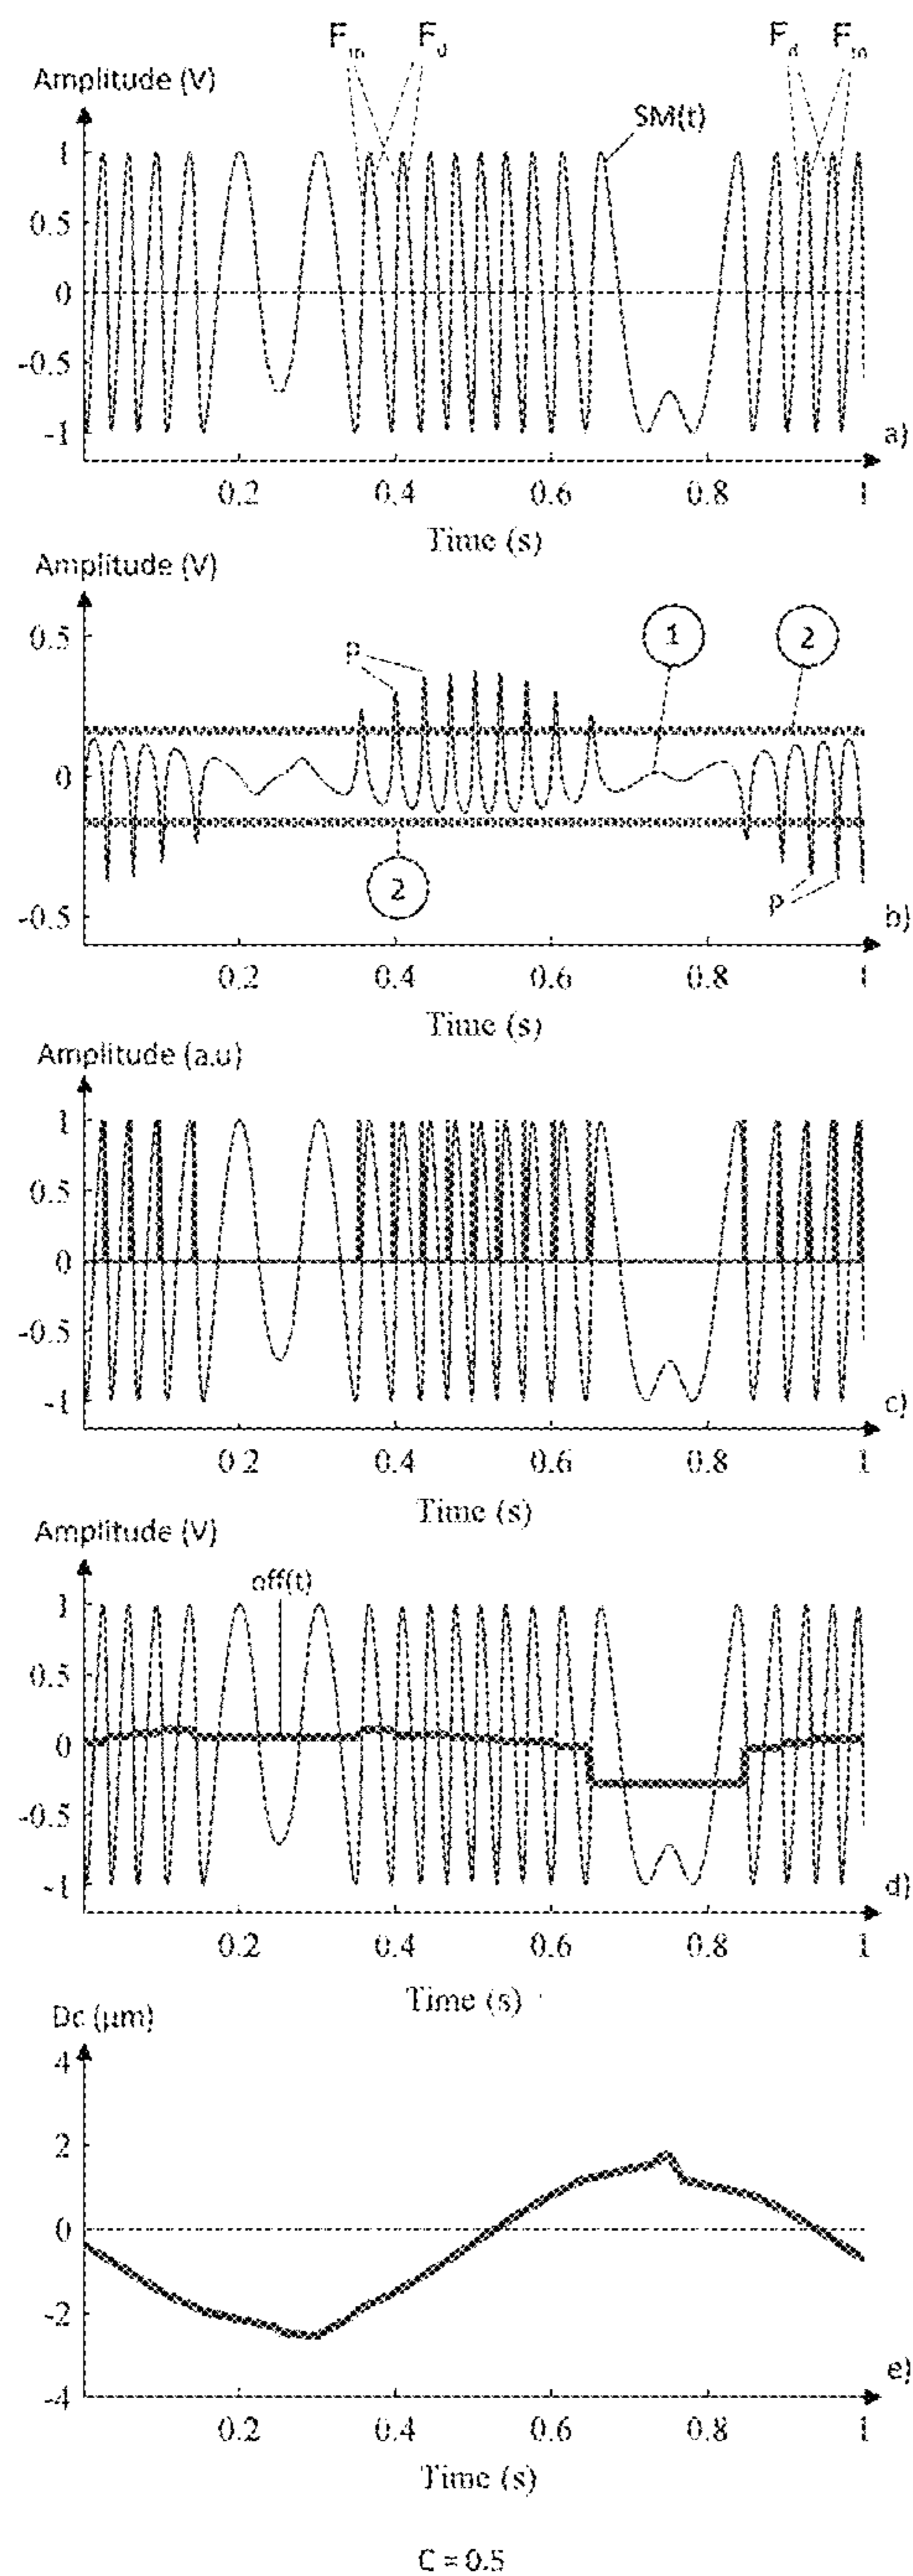 Fm Fd Fd Fm
Amplitude (V)
SM(t)
1
0.5
0
-0.5
-1
a)
0.2 0.4 0.6 0.8 1
Time (s)
Amplitude (V)
0.5
1 2
P
0
2
-0.5
P
b)
0.2 0.4 0.6 0.8 1
Time (s)
Amplitude (a.u)
1
0.5
0
-0.5
-1
c)
0.2 0.4 0.6 0.8 1
Time (s)
Amplitude (V)
off(t)
1
0.5
0
-0.5
-1
d)
0.2 0.4 0.6 0.8 1
Time (s)
Dc (μm)
4
2
0
-2
e)
-4
0.2 0.4 0.6 0.8 1
Time (s)
C = 0.5